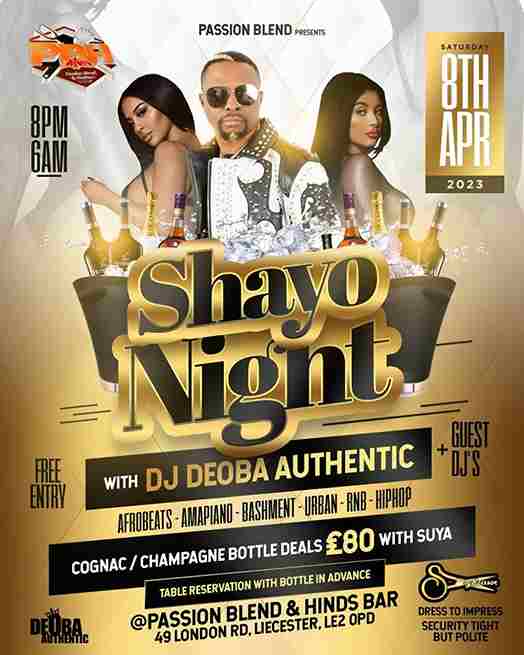 PASSION BLEND PRESENTS
SATURDAY
8TH
APR
2023
8PM
6AM
Shayo
Night
WITH DJ DEOBA AUTHENTIC
+ GUEST
DJ'S
FREE
ENTRY
AFROBEATS - AMAPIANO - BASHMENT - URBAN - RNB - HIPHOP
COGNAC / CHAMPAGNE BOTTLE DEALS £80 WITH SUYA
TABLE RESERVATION WITH BOTTLE IN ADVANCE
@PASSION BLEND & HINDS BAR
49 LONDON RD, LIECESTER, LE2 OPD
DEOBA
AUTHENTIC
DRESS TO IMPRESS
SECURITY TIGHT
BUT POLITE